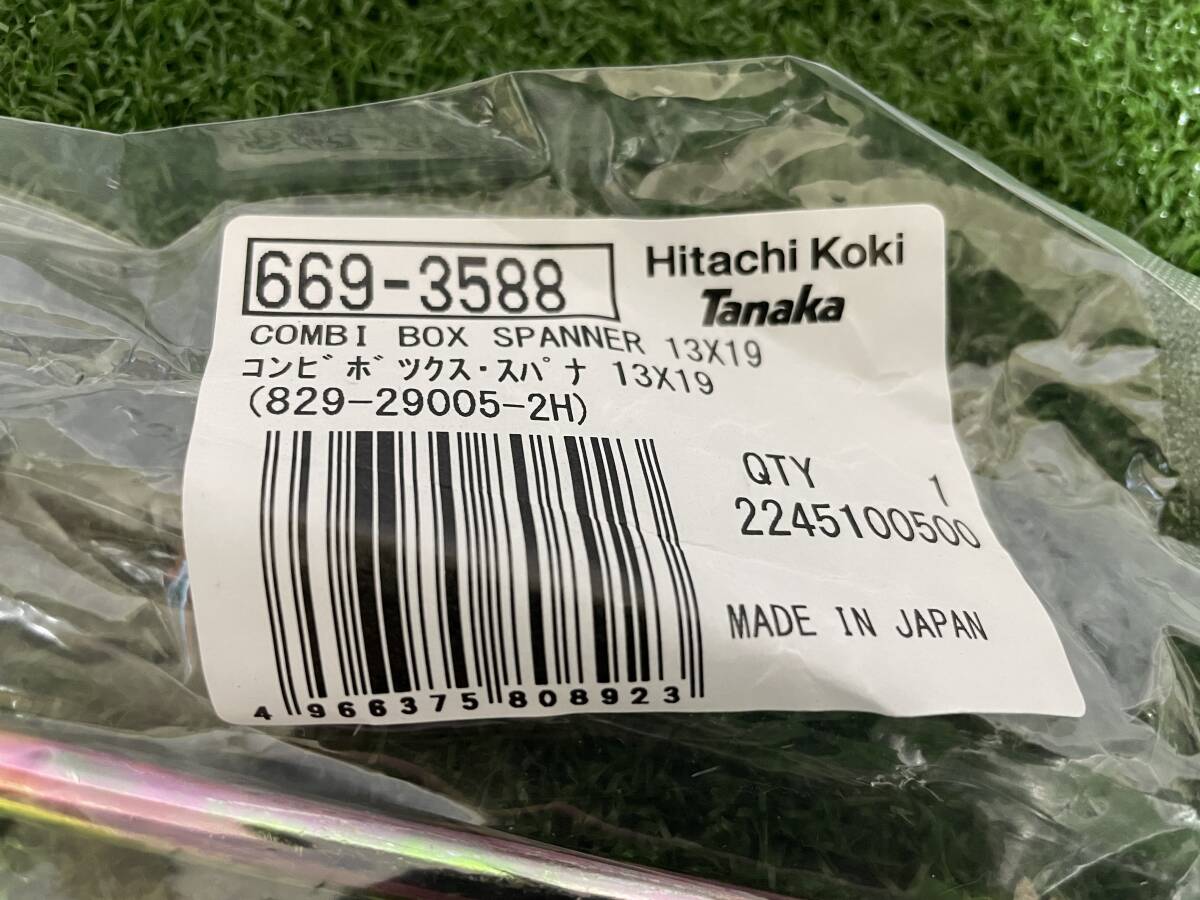 669-3588
Hitachi Koki
Tanaka
COMBI BOX SPANNER 13X19
コンビボックス・スパナ 13X19
(829-29005-2H)
QTY 1
2245100500
MADE IN JAPAN
4 966375 808923